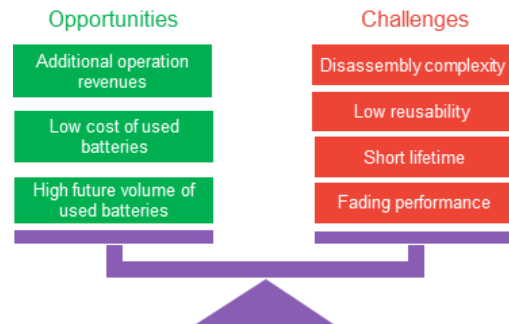 Opportunities
Additional operation
revenues
Low cost of used
batteries
High future volume of
used batteries
Challenges
Disassembly complexity
Low reusability
Short lifetime
Fading performance